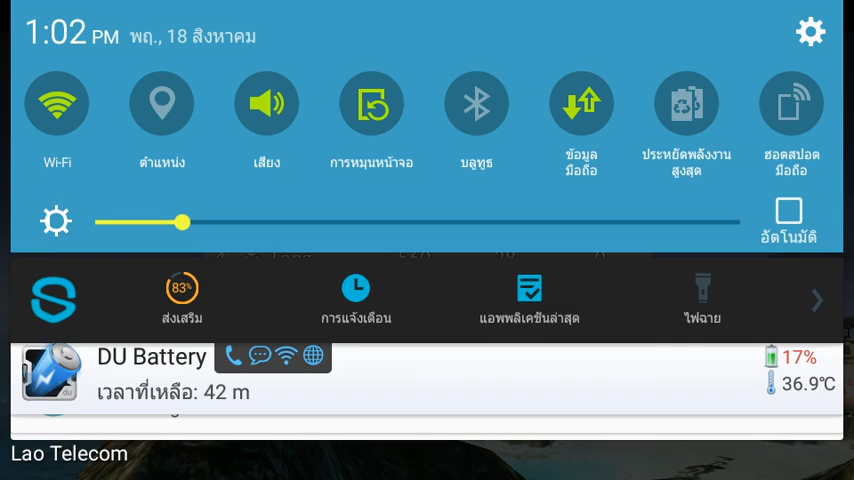 1:02 PM พฤ., 18 สิงหาคม
Wi-Fi
ตำแหน่ง
เสียง
การหมุนหน้าจอ
บลูทูธ
ข้อมูล
มือถือ
ประหยัดพลังงาน
สูงสุด
ฮอตสปอต
มือถือ
อัตโนมัติ
83%
ส่งเสริม
การแจ้งเตือน
แอพพลิเคชันล่าสุด
ไฟฉาย
DU Battery
17%
เวลาที่เหลือ: 42 m
36.9℃
du
Lao Telecom